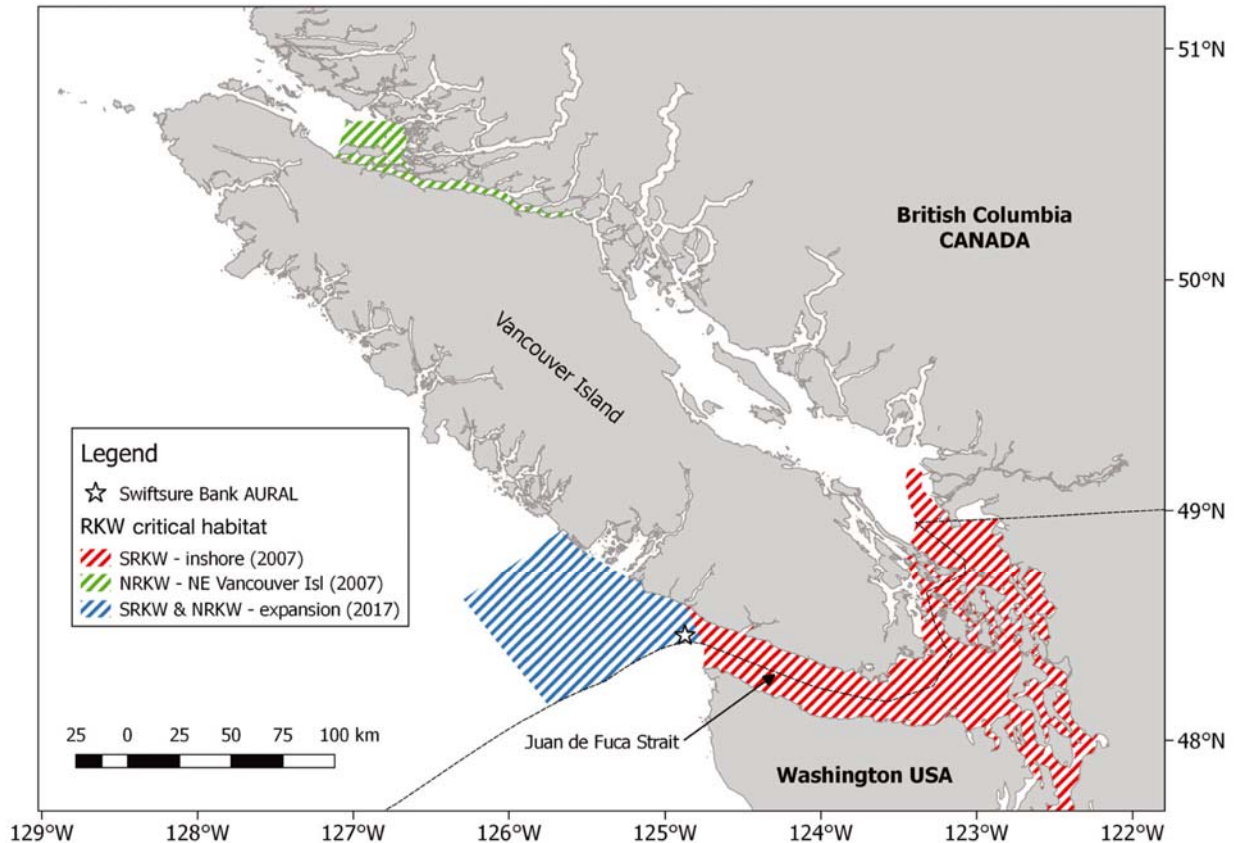 51°N
British Columbia
CANADA
50°N
Vancouver Island
Legend
Swiftsure Bank AURAL
RKW critical habitat
SRKW - inshore (2007)
NRKW - NE Vancouver Isl (2007)
SRKW & NRKW - expansion (2017)
49°N
25 0 25 50 75 100 km
Juan de Fuca Strait
48°N
Washington USA
129°W 128°W 127°W 126°W 125°W 124°W 123°W 122°W